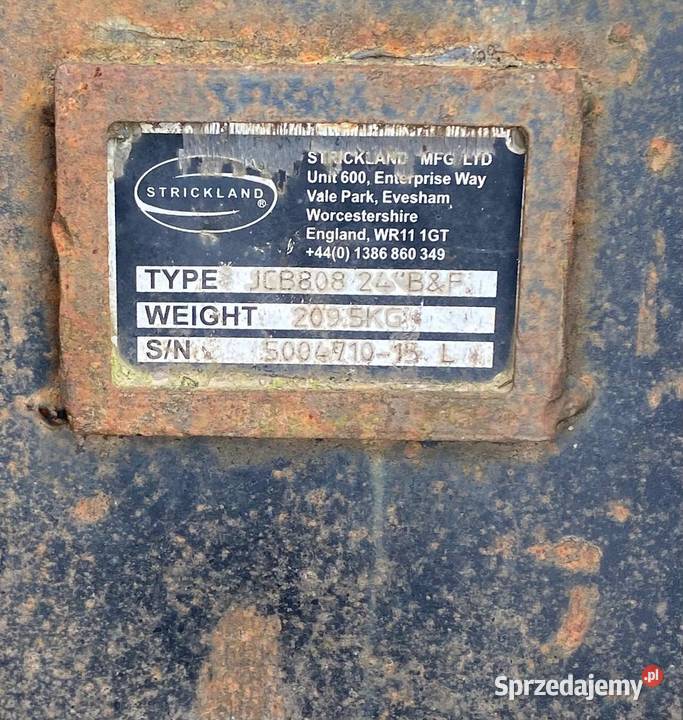 STRICKLAND ®
STRICKLAND MFG LTD
Unit 600, Enterprise Way
Vale Park, Evesham
Worcestershire
England, WR11 1GT
+44(0) 1386 860 349
TYPE JCB808 24"B&F
WEIGHT 209.5KG
S/N 5004710-15 L
Sprzedajemy.pl